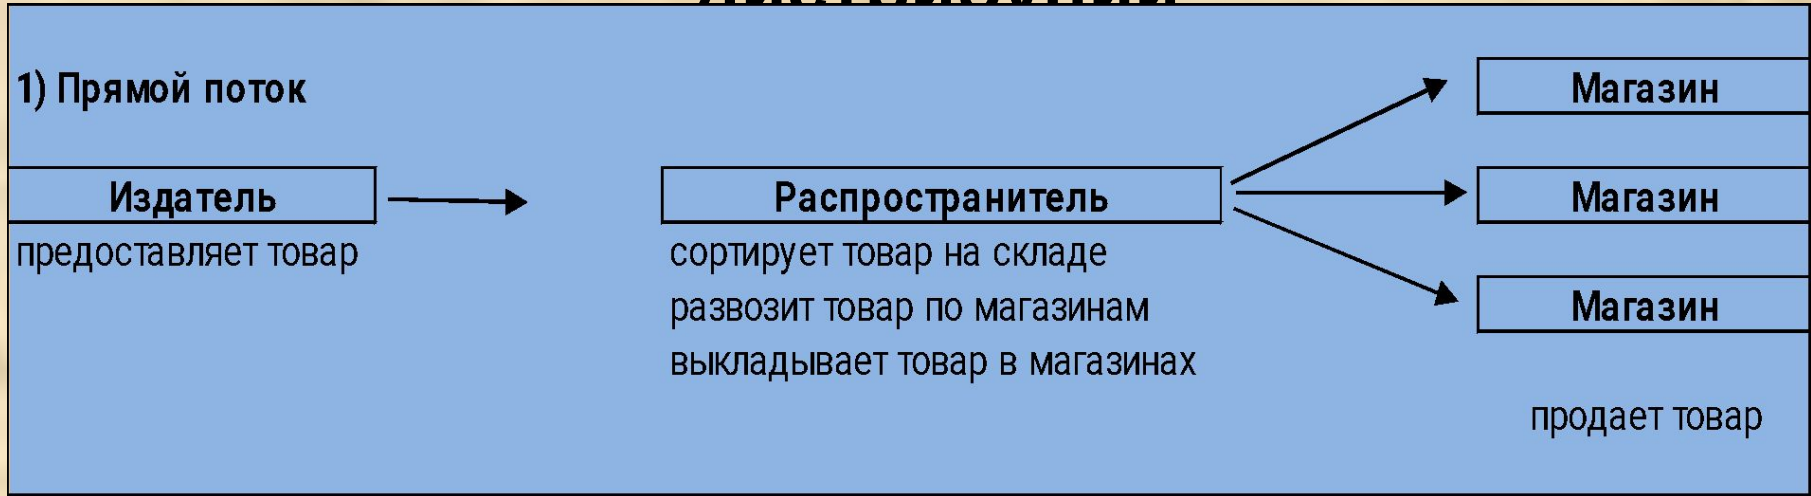 1) Прямой поток
Магазин
Издатель
Распространитель
Магазин
предоставляет товар
сортирует товар на складе
развозит товар по магазинам
Магазин
выкладывает товар в магазинах
продает товар